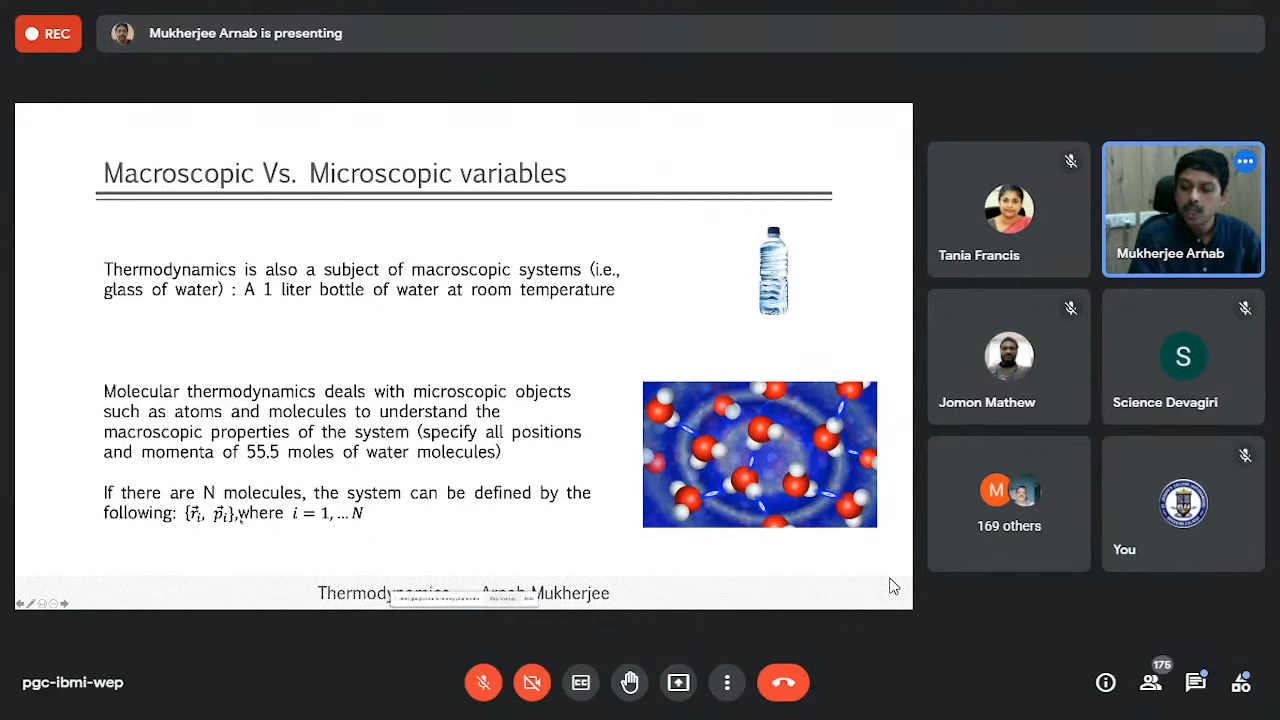 REC
Mukherjee Arnab is presenting
Macroscopic Vs. Microscopic variables
Thermodynamics is also a subject of macroscopic systems (i.e.,
glass of water) : A 1 liter bottle of water at room temperature
Molecular thermodynamics deals with microscopic objects
such as atoms and molecules to understand the
macroscopic properties of the system (specify all positions
and momenta of 55.5 moles of water molecules)
If there are N molecules, the system can be defined by the
following: {r⃗ᵢ, p⃗ᵢ},where i = 1, … N
Thermodynamics Arnab Mukherjee
Tania Francis
Mukherjee Arnab
Jomon Mathew
S
Science Devagiri
M
169 others
You
pgc-ibmi-wep
CC
175